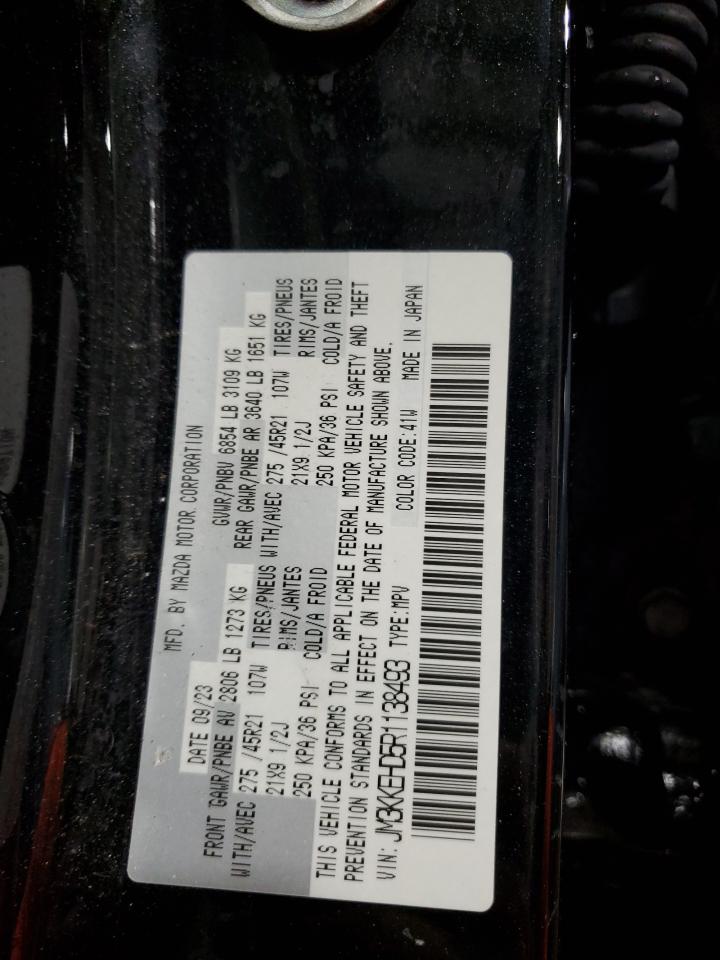 MFD. BY MAZDA MOTOR CORPORATION
DATE 09/23 GVWR/PNBV 6854 LB 3109 KG
FRONT GAWR/PNBE AV 2806 LB 1273 KG REAR GAWR/PNBE AR 3640 LB 1651 KG
WITH/AVEC 275 /45R21 107W TIRES/PNEUS WITH/AVEC 275 /45R21 107W TIRES/PNEUS
21X9 1/2J RIMS/JANTES 21X9 1/2J RIMS/JANTES
250 KPA/36 PSI COLD/A FROID 250 KPA/36 PSI COLD/A FROID
THIS VEHICLE CONFORMS TO ALL APPLICABLE FEDERAL MOTOR VEHICLE SAFETY AND THEFT
PREVENTION STANDARDS IN EFFECT ON THE DATE OF MANUFACTURE SHOWN ABOVE.
VIN: JM3KKEHD5R1138493 TYPE:MPV COLOR CODE:41W MADE IN JAPAN